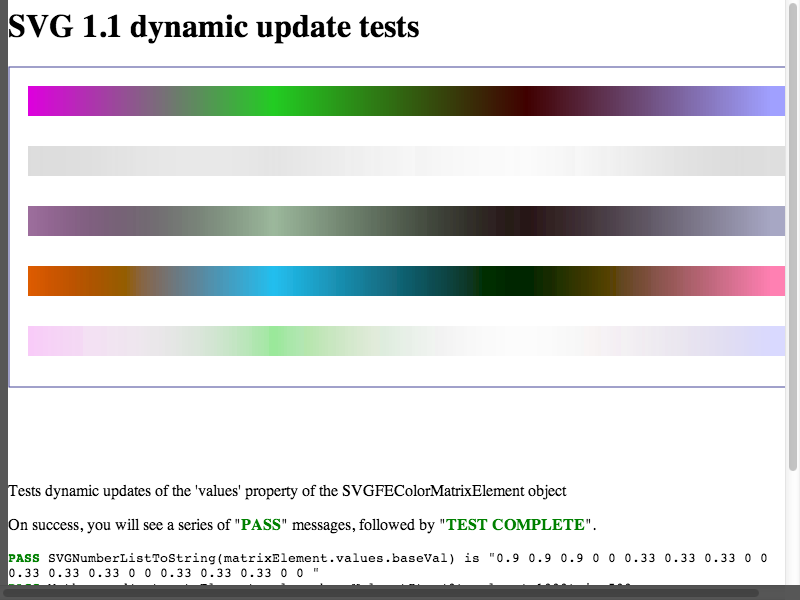 SVG 1.1 dynamic update tests
Tests dynamic updates of the 'values' property of the SVGFEColorMatrixElement object
On success, you will see a series of "PASS" messages, followed by "TEST COMPLETE".
PASS SVGNumberListToString(matrixElement.values.baseVal) is "0.9 0.9 0.9 0 0 0.33 0.33 0.33 0 0
0.33 0.33 0.33 0 0 0.33 0.33 0.33 0 0 "